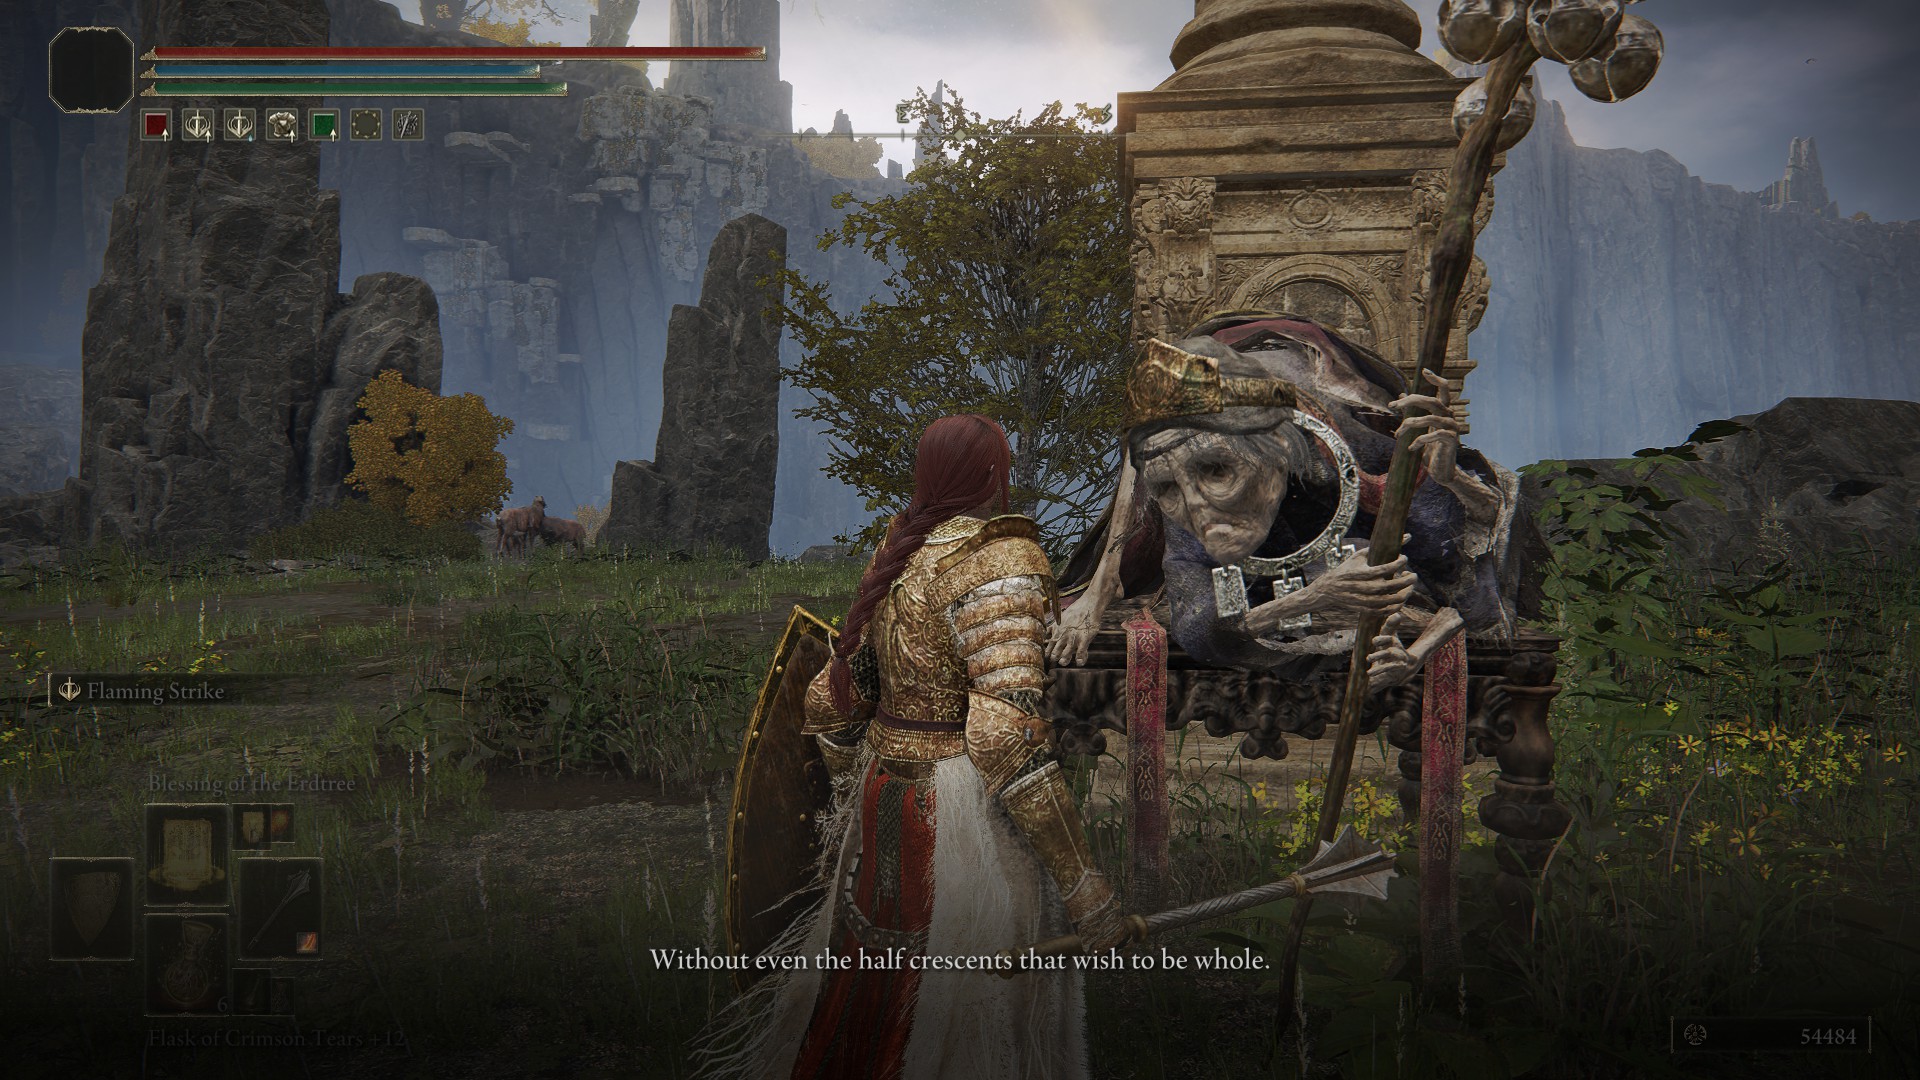 Flaming Strike
Blessing of the Erdtree
6
Flask of Crimson Tears +12
Without even the half crescents that wish to be whole.
54484